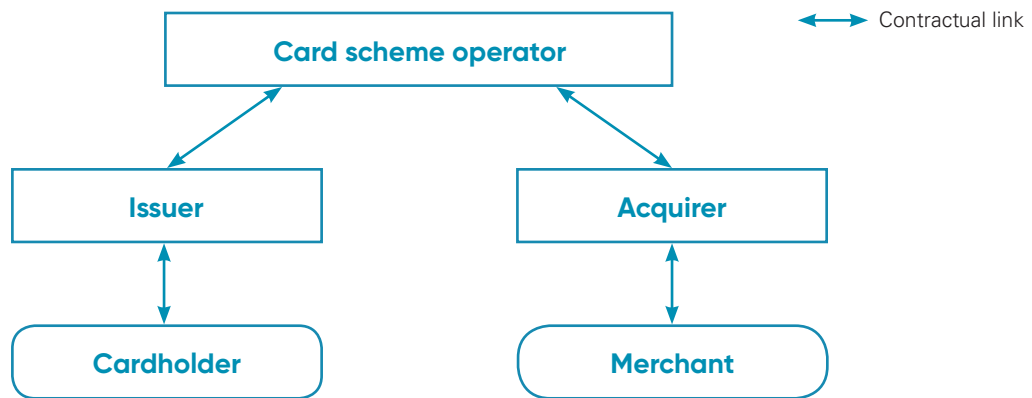 Contractual link
Card scheme operator
Issuer
Acquirer
Cardholder
Merchant